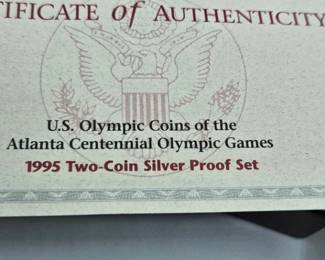 TIFICATE of AUTHENTICITY
U.S. Olympic Coins of the
Atlanta Centennial Olympic Games
1995 Two-Coin Silver Proof Set